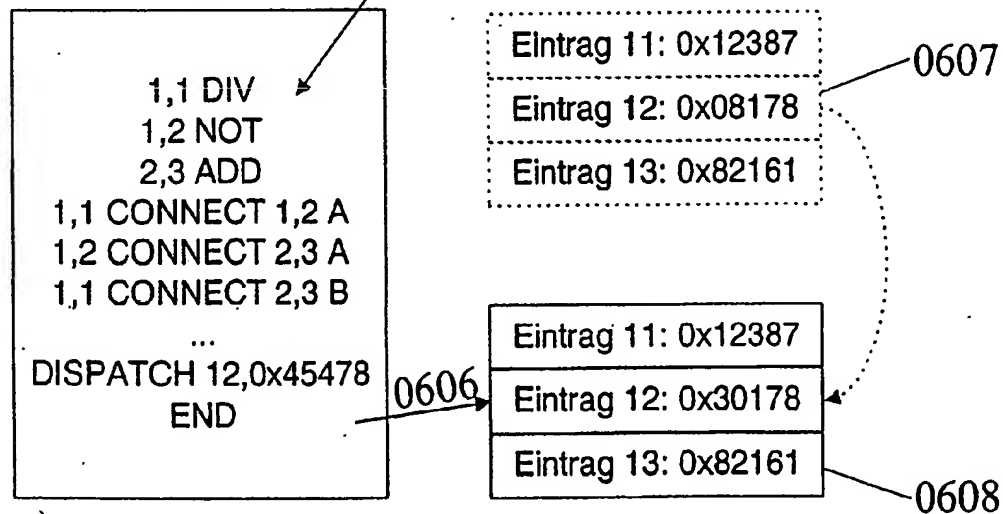 1,1 DIV
1,2 NOT
2,3 ADD
1,1 CONNECT 1,2 A
1,2 CONNECT 2,3 A
1,1 CONNECT 2,3 B
...
DISPATCH 12,0x45478
END
Eintrag 11: 0x12387
Eintrag 12: 0x08178
Eintrag 13: 0x82161
0607
0606
Eintrag 11: 0x12387
Eintrag 12: 0x30178
Eintrag 13: 0x82161
0608